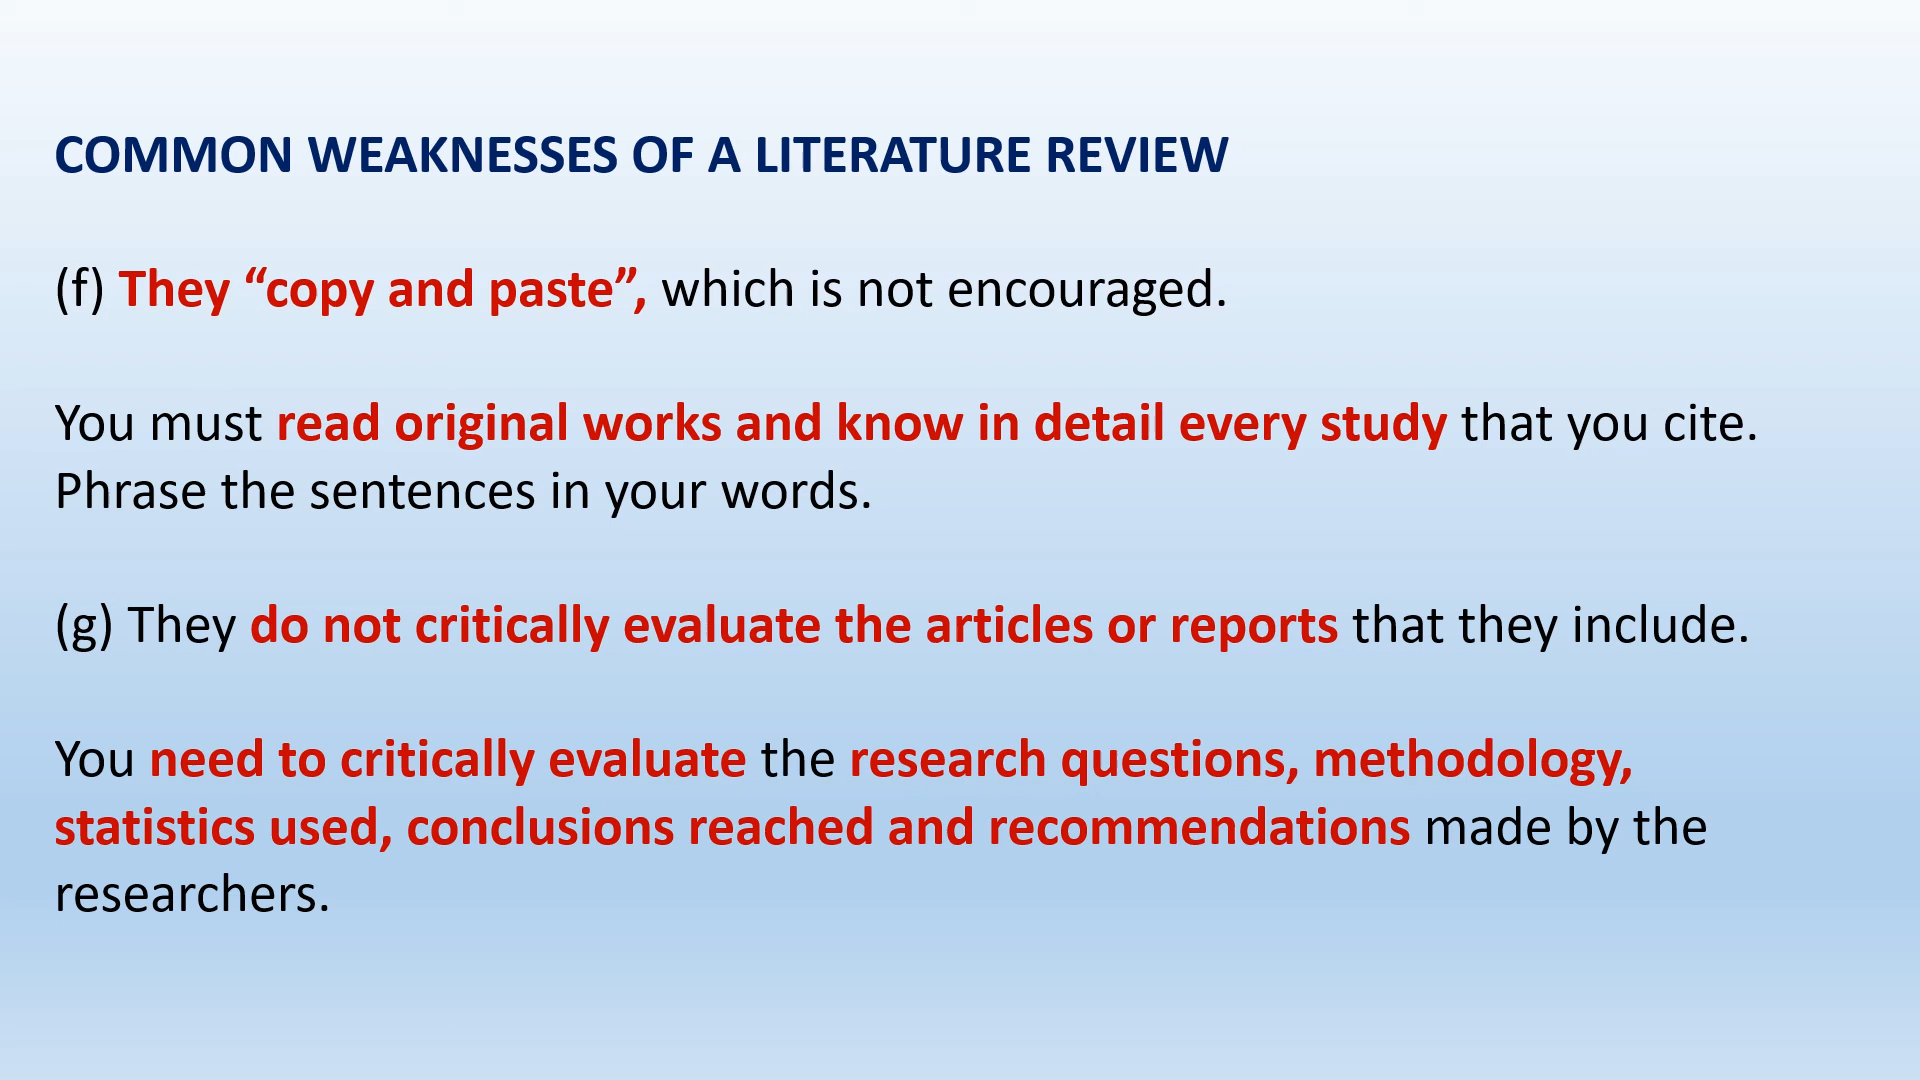 COMMON WEAKNESSES OF A LITERATURE REVIEW
(f) They “copy and paste”, which is not encouraged.
You must read original works and know in detail every study that you cite.
Phrase the sentences in your words.
(g) They do not critically evaluate the articles or reports that they include.
You need to critically evaluate the research questions, methodology,
statistics used, conclusions reached and recommendations made by the
researchers.